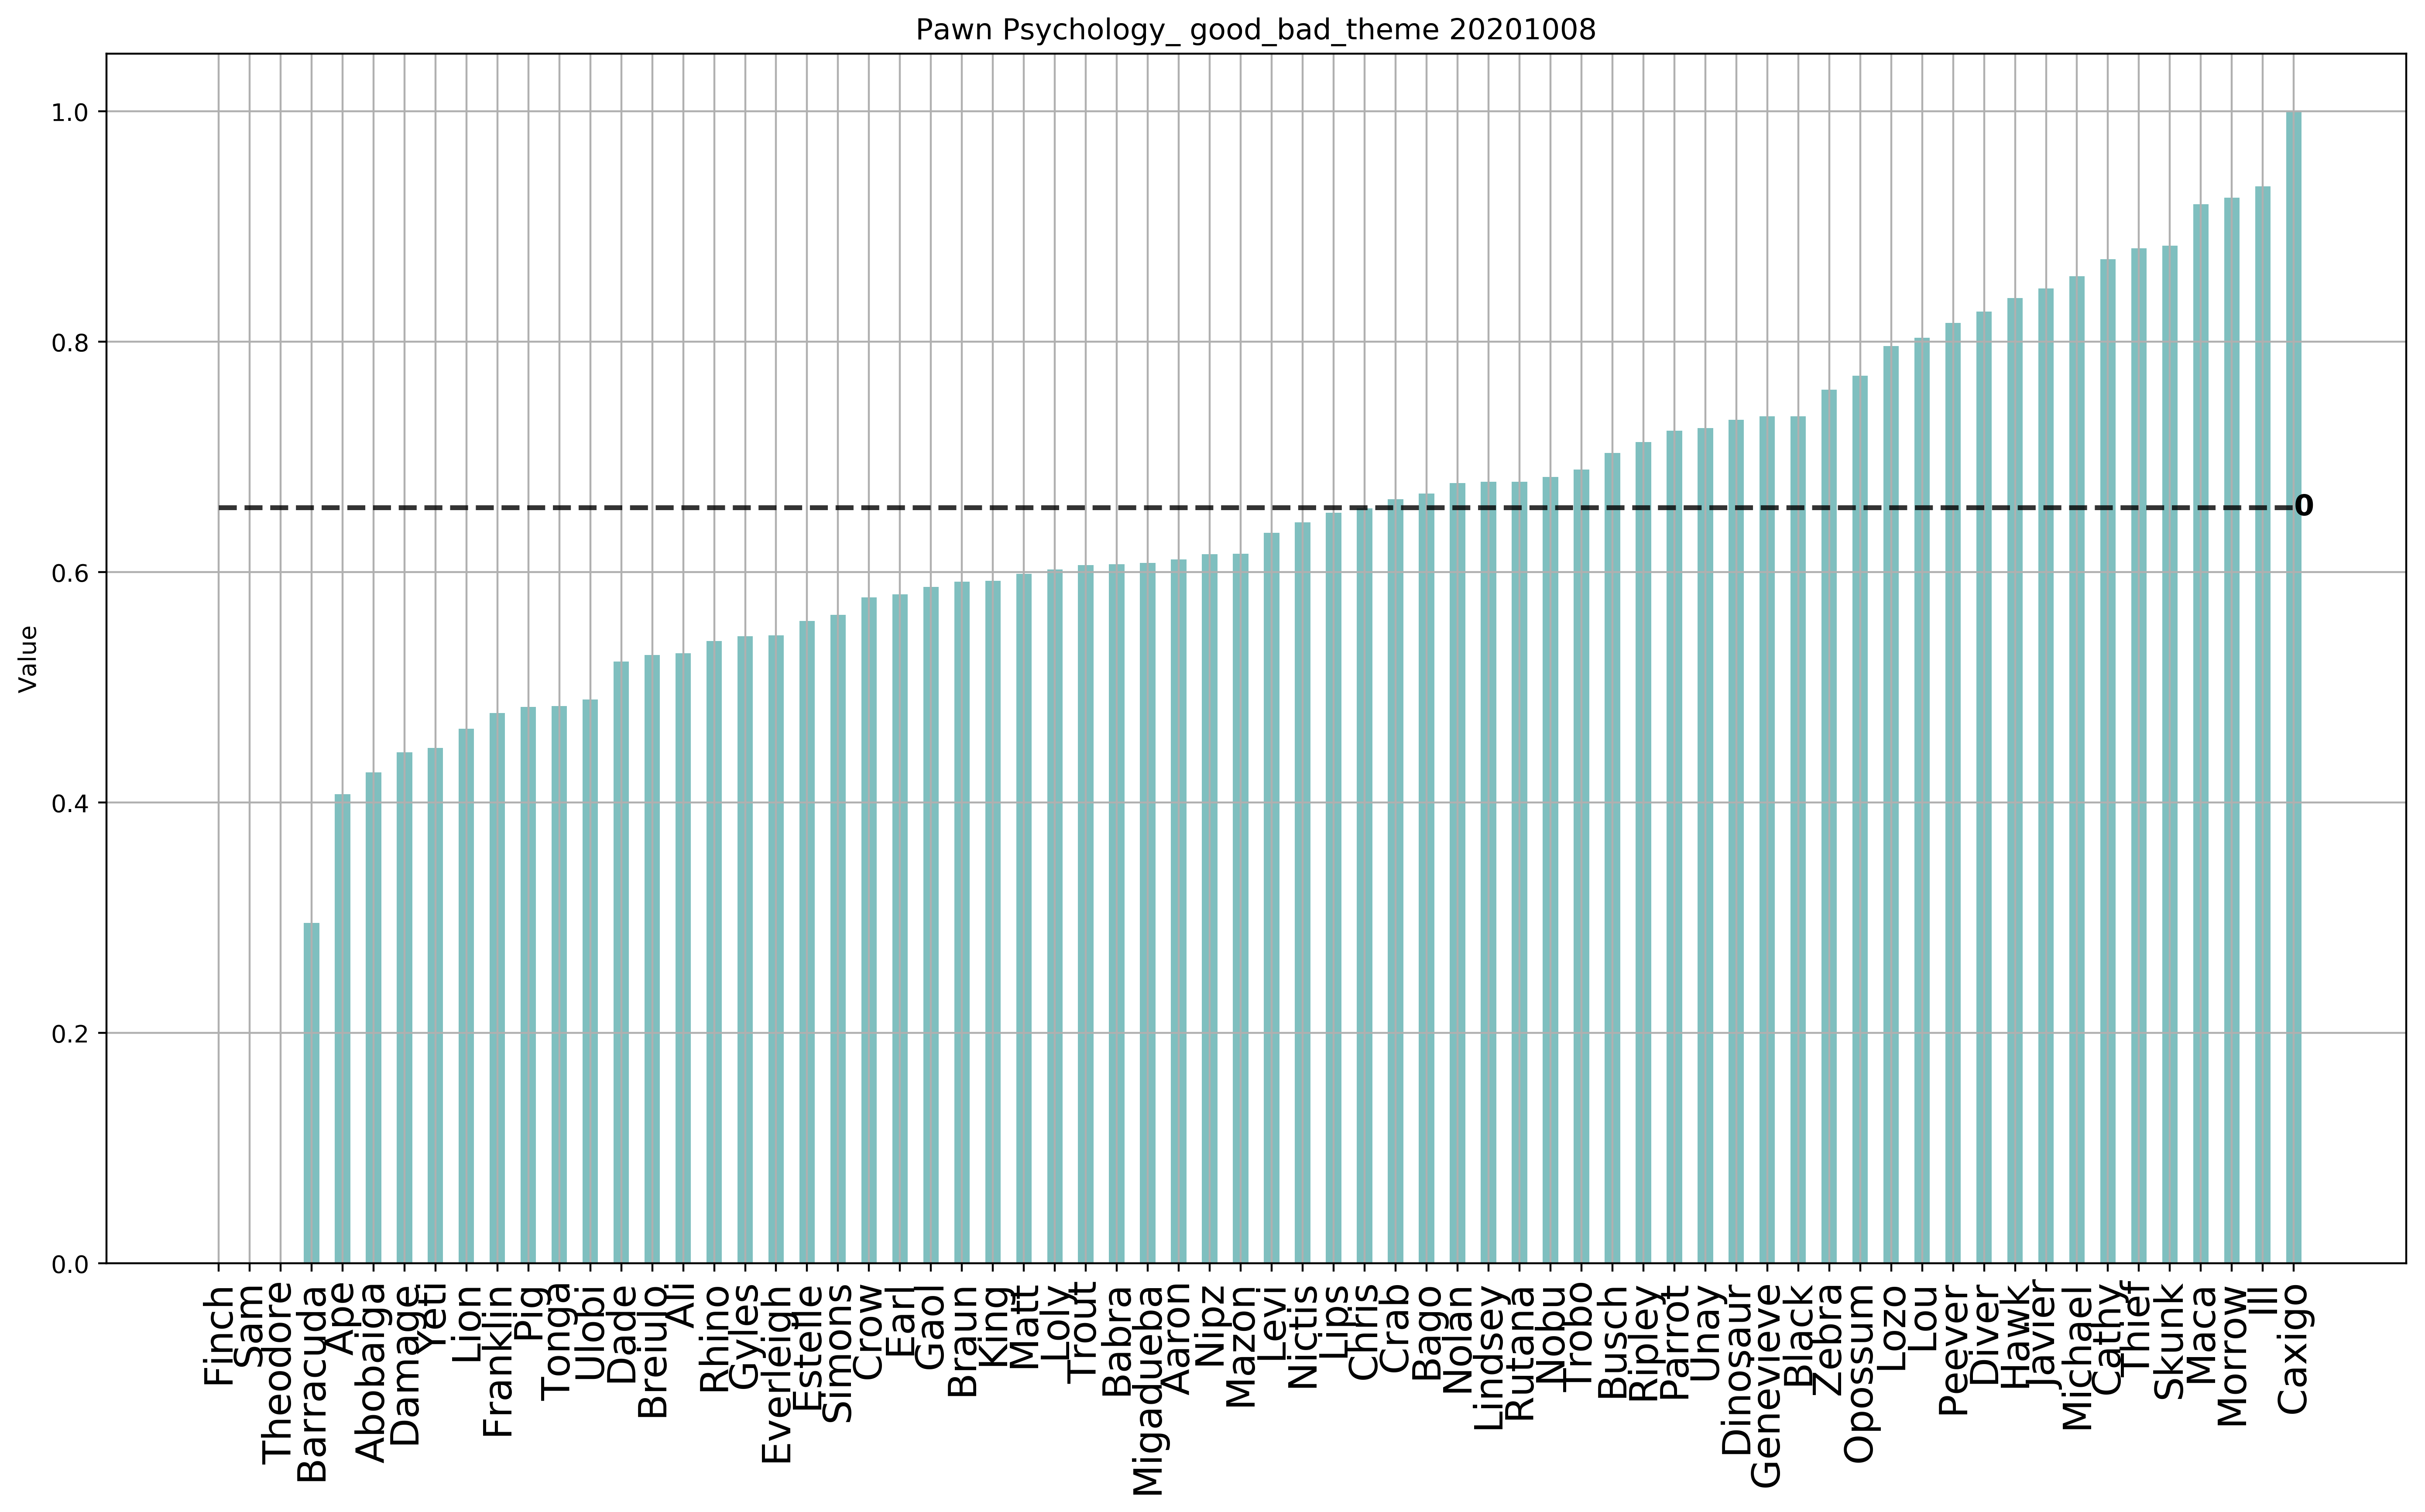 Pawn Psychology_ good_bad_theme 20201008
1.0
0.8
0.6
0.4
0.2
0.0
Value
0
Finch
Sam
Theodore
Barracuda
Ape
Abobaiga
Damage
Yeti
Lion
Franklin
Pig
Tonga
Ulobi
Dade
Breiuo
Ali
Rhino
Gyles
Everleigh
Estelle
Simons
Crow
Earl
Gaol
Braun
King
Matt
Loly
Trout
Babra
Migadueba
Aaron
Nipz
Mazon
Levi
Nictis
Lips
Chris
Crab
Bago
Nolan
Lindsey
Rutana
Nobu
Trobo
Busch
Ripley
Parrot
Unay
Dinosaur
Genevieve
Black
Zebra
Opossum
Lozo
Lou
Peever
Diver
Hawk
Javier
Michael
Cathy
Thief
Skunk
Maca
Morrow
Ill
Caxigo